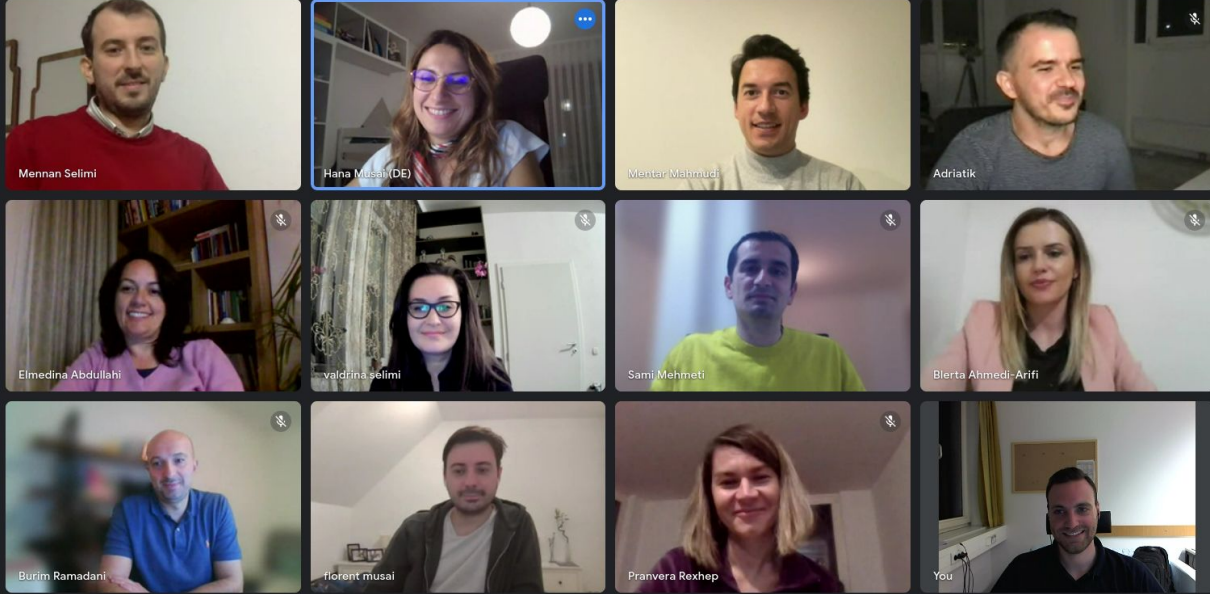 Mennan Selimi
Hana Musai (DE)
Mentar Mahmudi
Adriatik
Elmedina Abdullahi
valdrina selimi
Sami Mehmeti
Blerta Ahmedi-Arifi
Burim Ramadani
florent musai
Pranvera Rexhep
You